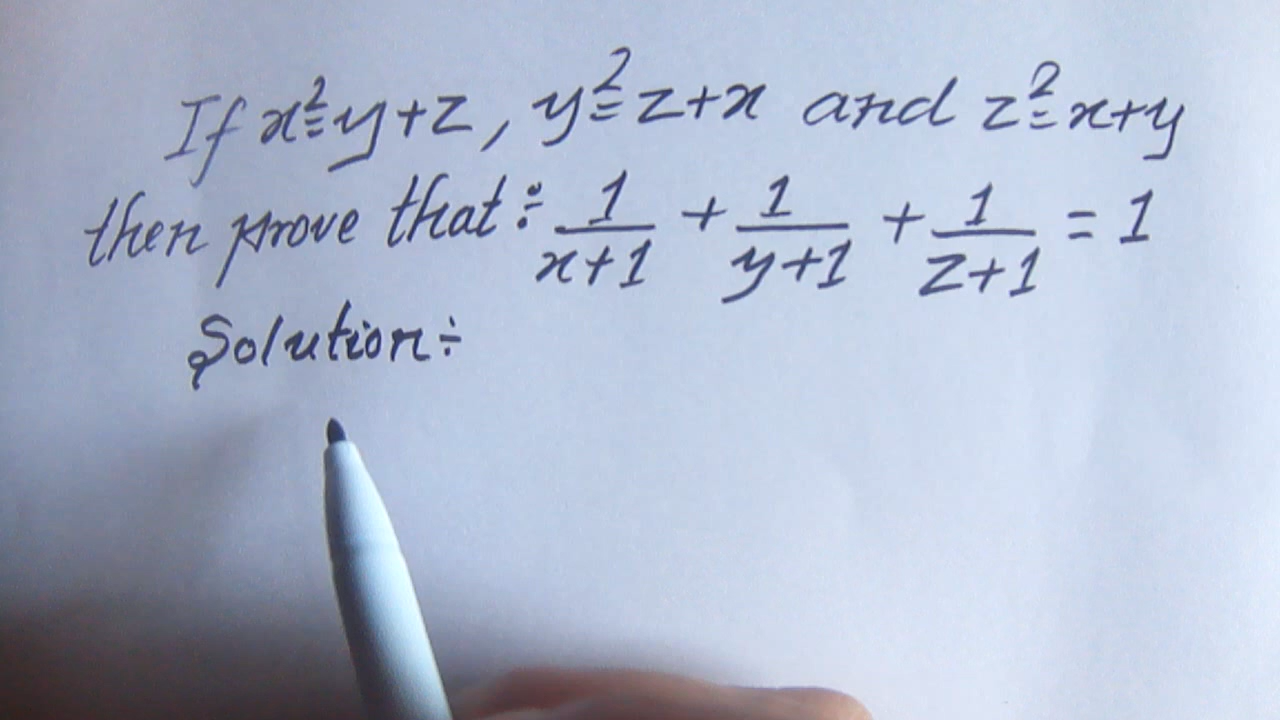 If x²=y+z, y²=z+x and z²=x+y
then prove that÷ 1/(x+1) + 1/(y+1) + 1/(z+1) = 1
Solution÷